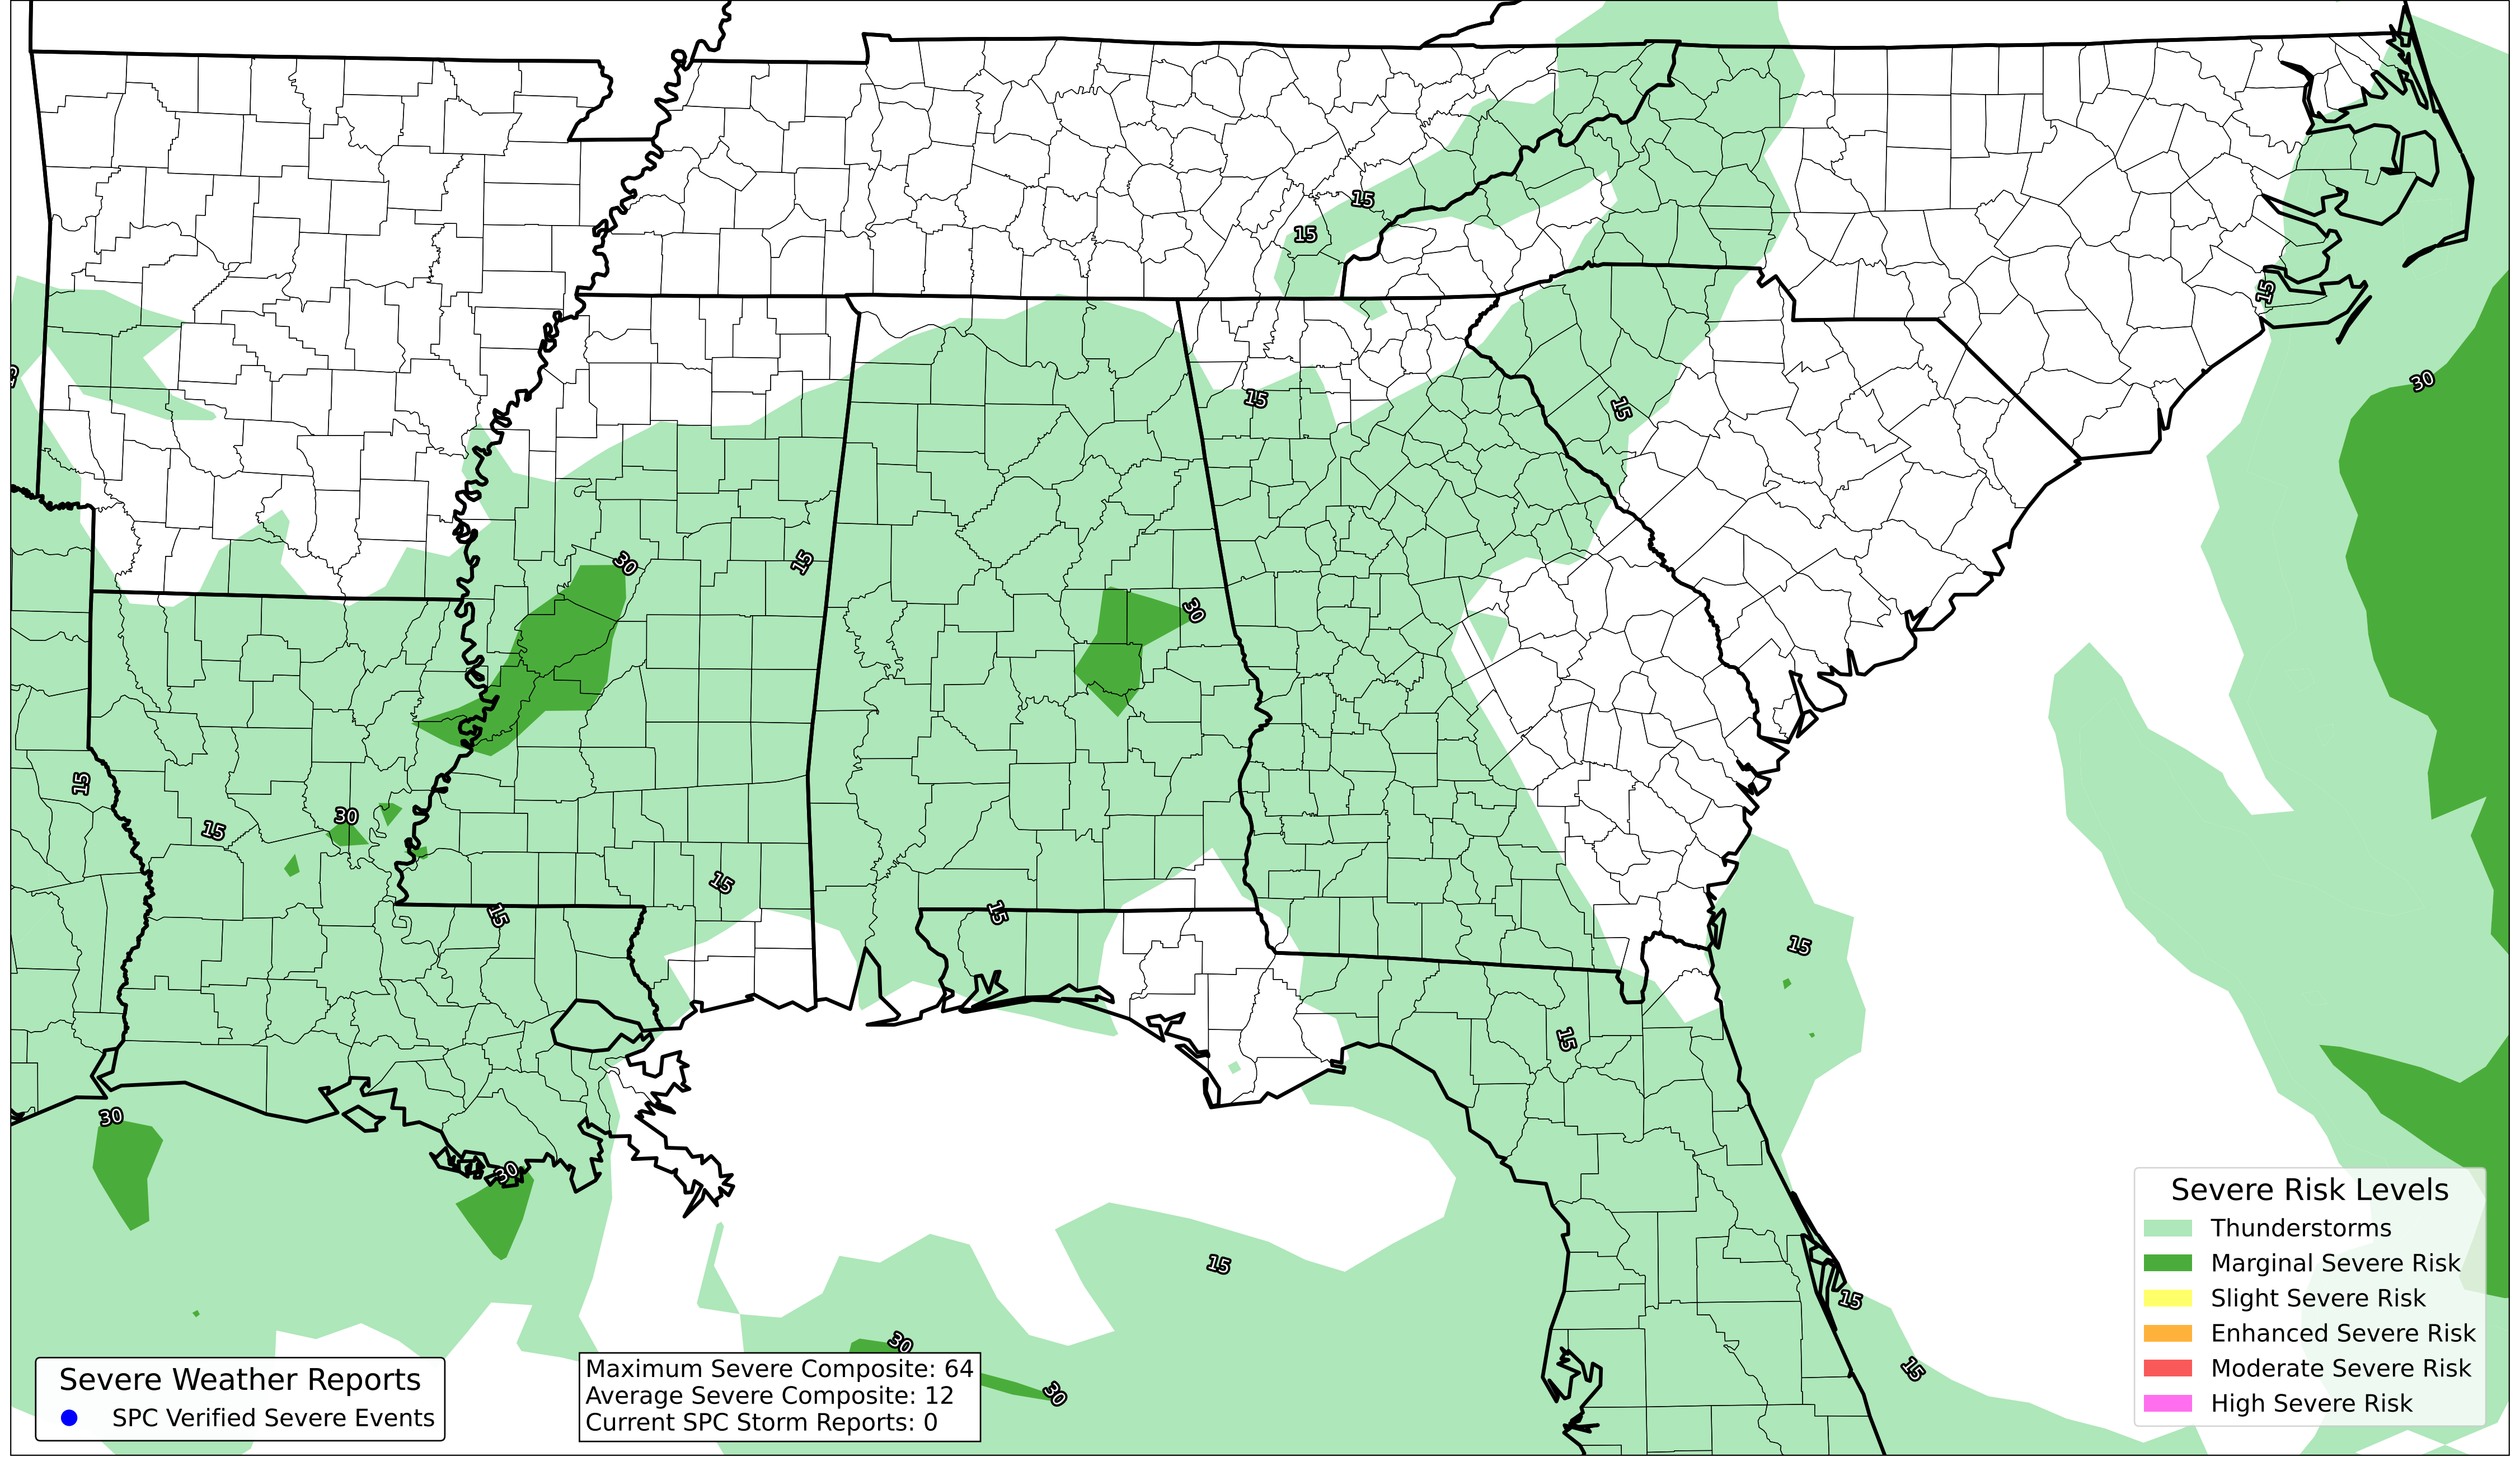 15
15
15
30
15
15
15
30
15
30
15
15
30
15
15
15
15
15
30
30
15
15
30
30
15
Severe Risk Levels
Thunderstorms
Marginal Severe Risk
Slight Severe Risk
Enhanced Severe Risk
Moderate Severe Risk
High Severe Risk
Severe Weather Reports
SPC Verified Severe Events
Maximum Severe Composite: 64
Average Severe Composite: 12
Current SPC Storm Reports: 0